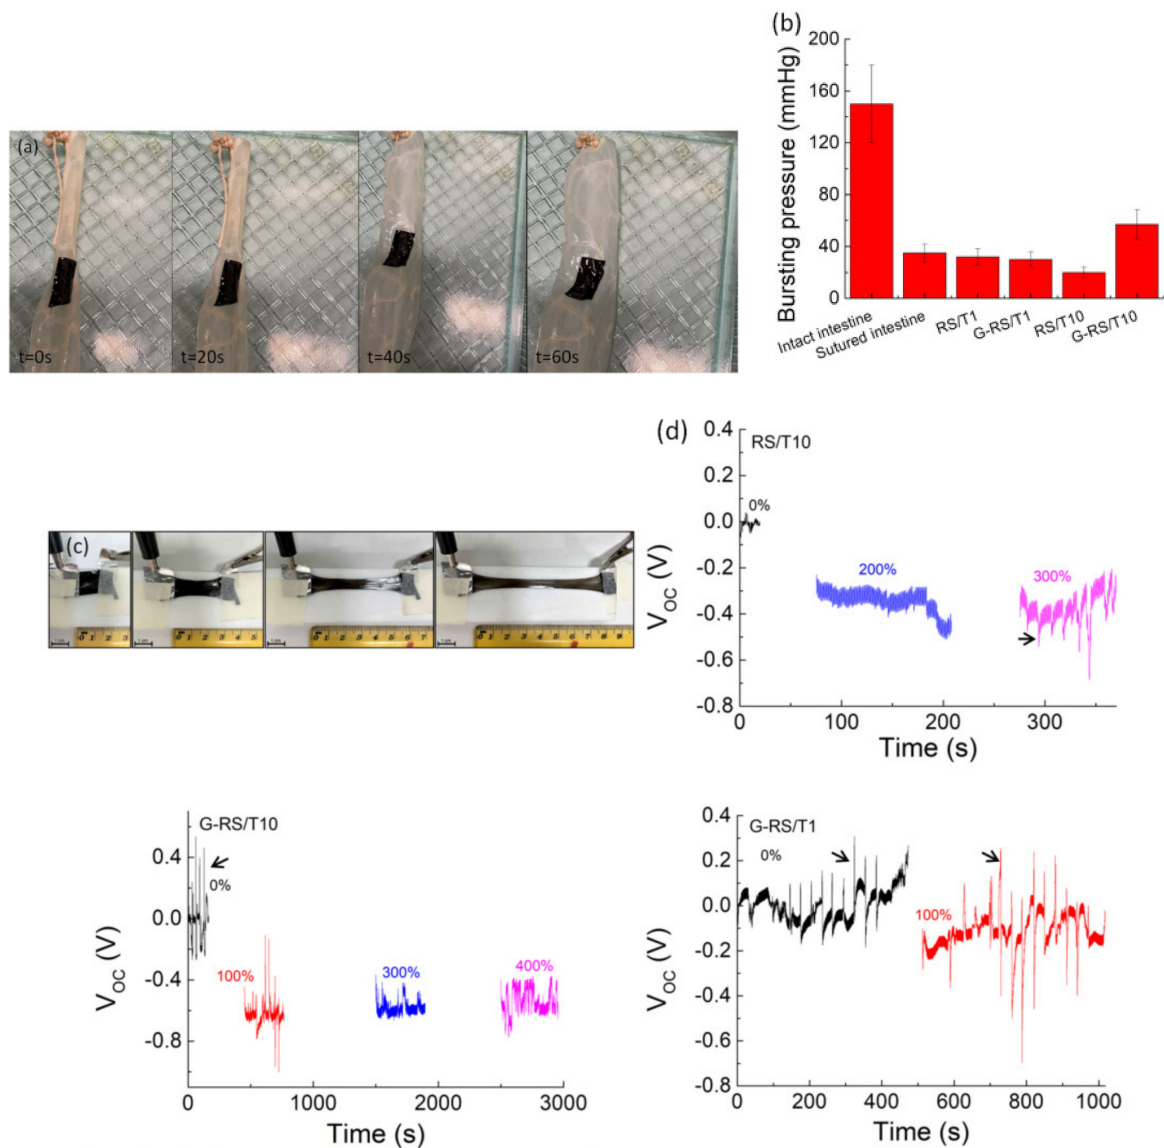 (a)
t=0s
t=20s
t=40s
t=60s
(b)
Bursting pressure (mmHg)
200
160
120
80
40
0
Intact intestine
Sutured intestine
RS/T1
G-RS/T1
RS/T10
G-RS/T10
(c)
(d)
RS/T10
0.4
0.2
0.0
-0.2
-0.4
-0.6
-0.8
VOC (V)
0%
200%
300%
0
100
200
300
Time (s)
G-RS/T10
0.4
0.0
-0.4
-0.8
VOC (V)
0%
100%
300%
400%
0
1000
2000
3000
Time (s)
G-RS/T1
0.4
0.2
0.0
-0.2
-0.4
-0.6
-0.8
VOC (V)
0%
100%
0
200
400
600
800
1000
Time (s)